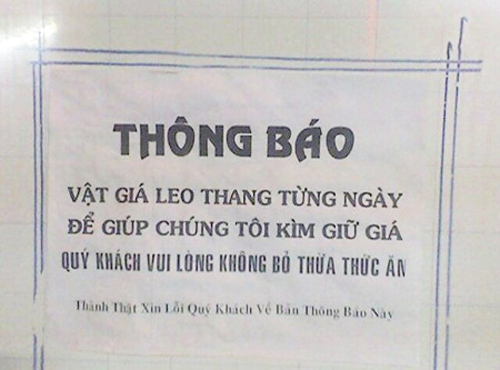 THÔNG BÁO
VẬT GIÁ LEO THANG TỪNG NGÀY
ĐỂ GIÚP CHÚNG TÔI KÌM GIỮ GIÁ
QUÝ KHÁCH VUI LÒNG KHÔNG BỎ THỪA THỨC ĂN
Thành Thật Xin Lỗi Quý Khách Về Bản Thông Báo Này